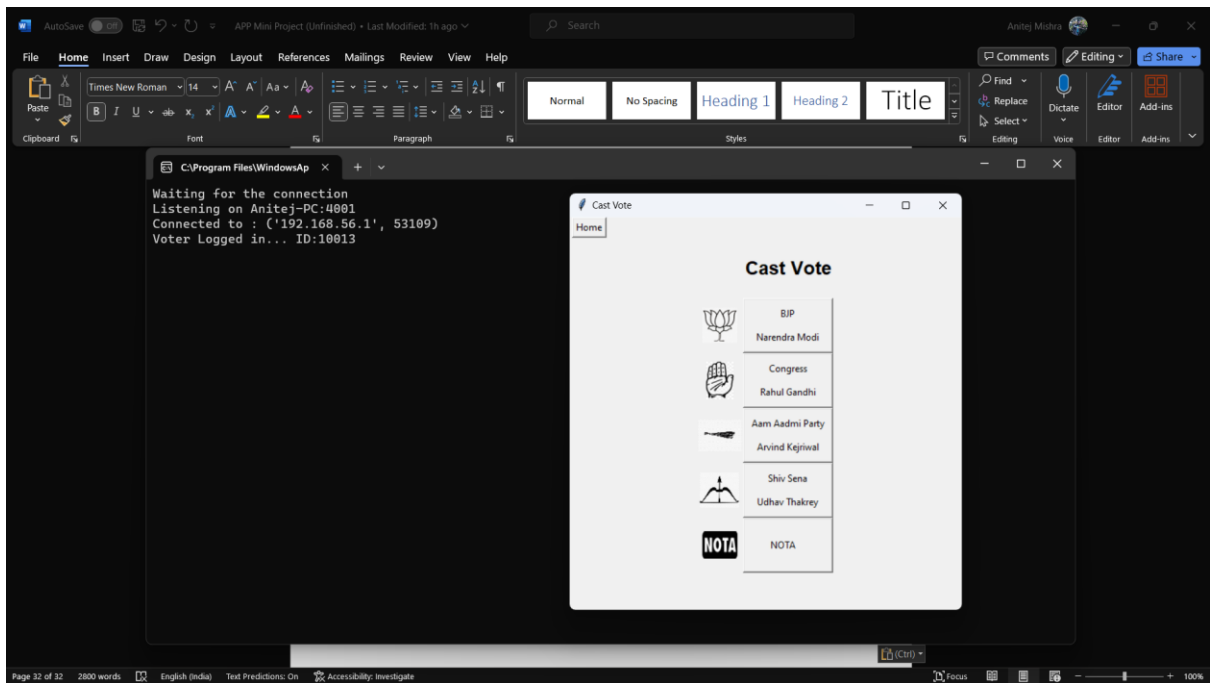 AutoSave Off APP Mini Project (Unfinished) • Last Modified: 1h ago Search Anitej Mishra
File Home Insert Draw Design Layout References Mailings Review View Help Comments Editing Share
Paste
Times New Roman 14
Normal
No Spacing
Heading 1
Heading 2
Title
Find
Replace
Select
Dictate
Editor
Add-ins
Clipboard Font Paragraph Styles Editing Voice Editor Add-ins
C:\Program Files\WindowsAp
Waiting for the connection
Listening on Anitej-PC:4001
Connected to : ('192.168.56.1', 53109)
Voter Logged in... ID:10013
Cast Vote
Home
Cast Vote
BJP
Narendra Modi
Congress
Rahul Gandhi
Aam Aadmi Party
Arvind Kejriwal
Shiv Sena
Udhav Thakrey
NOTA NOTA
(Ctrl)
Page 32 of 32 2800 words English (India) Text Predictions: On Accessibility: Investigate Focus 100%